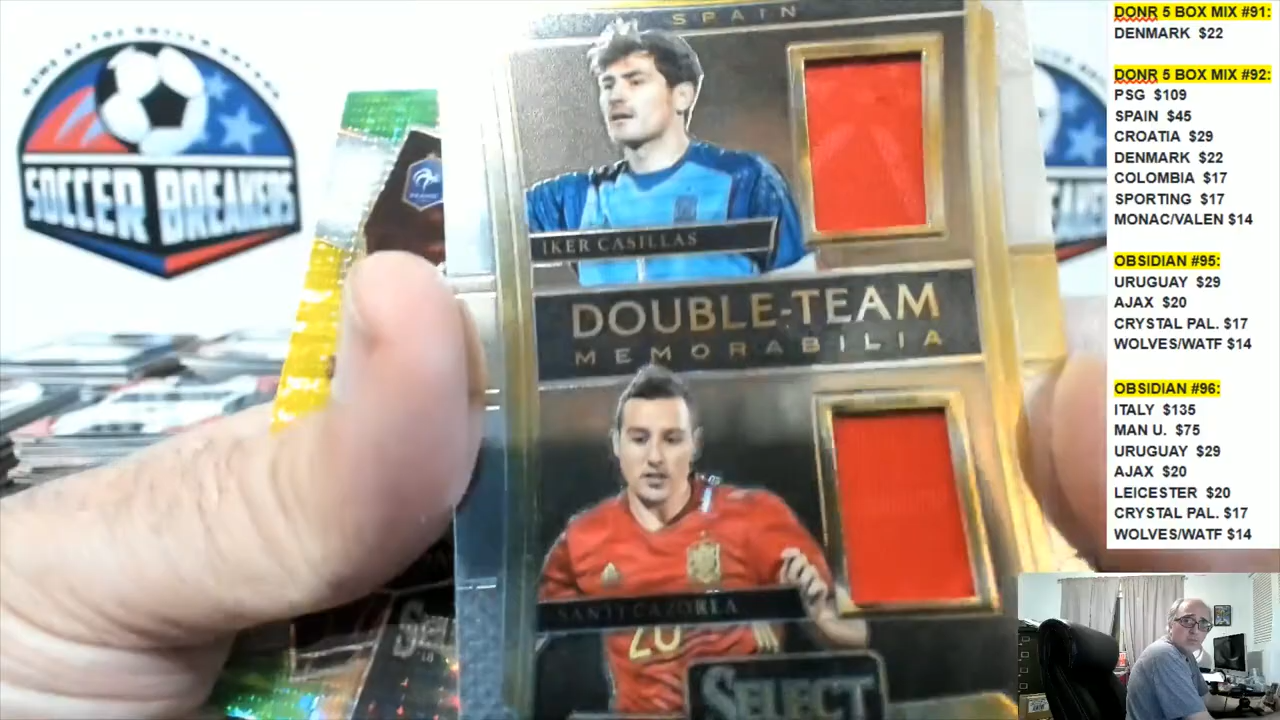 SPAIN
IKER CASILLAS
DOUBLE-TEAM
MEMORABILIA
SANTI CAZORLA
20
SELECT
FRANCE
SOCCER BREAKERS
DONR 5 BOX MIX #91:
DENMARK $22
DONR 5 BOX MIX #92:
PSG $109
SPAIN $45
CROATIA $29
DENMARK $22
COLOMBIA $17
SPORTING $17
MONAC/VALEN $14
OBSIDIAN #95:
URUGUAY $29
AJAX $20
CRYSTAL PAL. $17
WOLVES/WATF $14
OBSIDIAN #96:
ITALY $135
MAN U. $75
URUGUAY $29
AJAX $20
LEICESTER $20
CRYSTAL PAL. $17
WOLVES/WATF $14